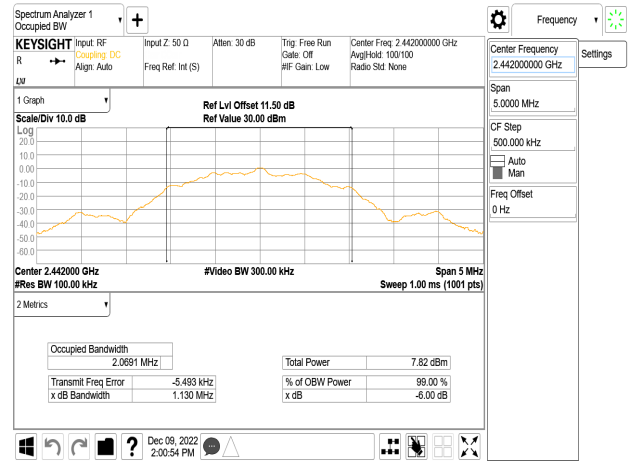 Spectrum Analyzer 1
Occupied BW
Frequency
KEYSIGHT
Input: RF
Coupling: DC
Align: Auto
Input Z: 50 Ω
Freq Ref: Int (S)
Atten: 30 dB
Trig: Free Run
Gate: Off
#IF Gain: Low
Center Freq: 2.442000000 GHz
Avg|Hold: 100/100
Radio Std: None
R
LXI
Center Frequency
2.442000000 GHz
Settings
Span
5.0000 MHz
CF Step
500.000 kHz
Auto
Man
Freq Offset
0 Hz
1 Graph
Scale/Div 10.0 dB
Ref Lvl Offset 11.50 dB
Ref Value 30.00 dBm
Log
20.0
10.0
0.00
-10.0
-20.0
-30.0
-40.0
-50.0
-60.0
Center 2.44200 GHz
#Video BW 300.00 kHz
Span 5 MHz
#Res BW 100.00 kHz
Sweep 1.00 ms (1001 pts)
2 Metrics
Occupied Bandwidth
2.0691 MHz
Total Power 7.82 dBm
Transmit Freq Error -5.493 kHz
% of OBW Power 99.00 %
x dB Bandwidth 1.130 MHz
x dB -6.00 dB
Dec 09, 2022
2:00:54 PM